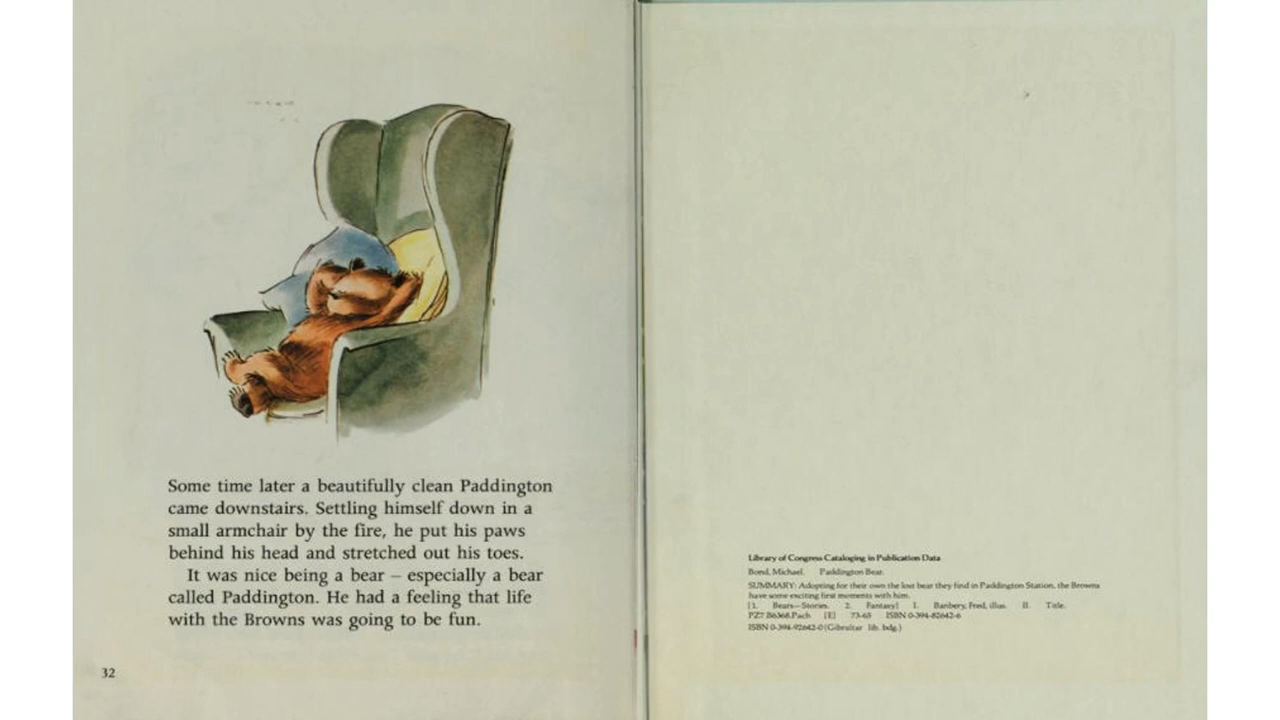 Some time later a beautifully clean Paddington
came downstairs. Settling himself down in a
small armchair by the fire, he put his paws
behind his head and stretched out his toes.
It was nice being a bear – especially a bear
called Paddington. He had a feeling that life
with the Browns was going to be fun.
32
Library of Congress Cataloging in Publication Data
Bond, Michael. Paddington Bear.
SUMMARY: Adopting for their own the lost bear they find in Paddington Station, the Browns
have some exciting first moments with him.
[1. Bears—Stories. 2. Fantasy] I. Banbery, Fred, illus. II. Title.
PZ7.B6368.Pach [E] 73-65 ISBN 0-394-82642-6
ISBN 0-394-92642-0 (Gibraltar lib. bdg.)